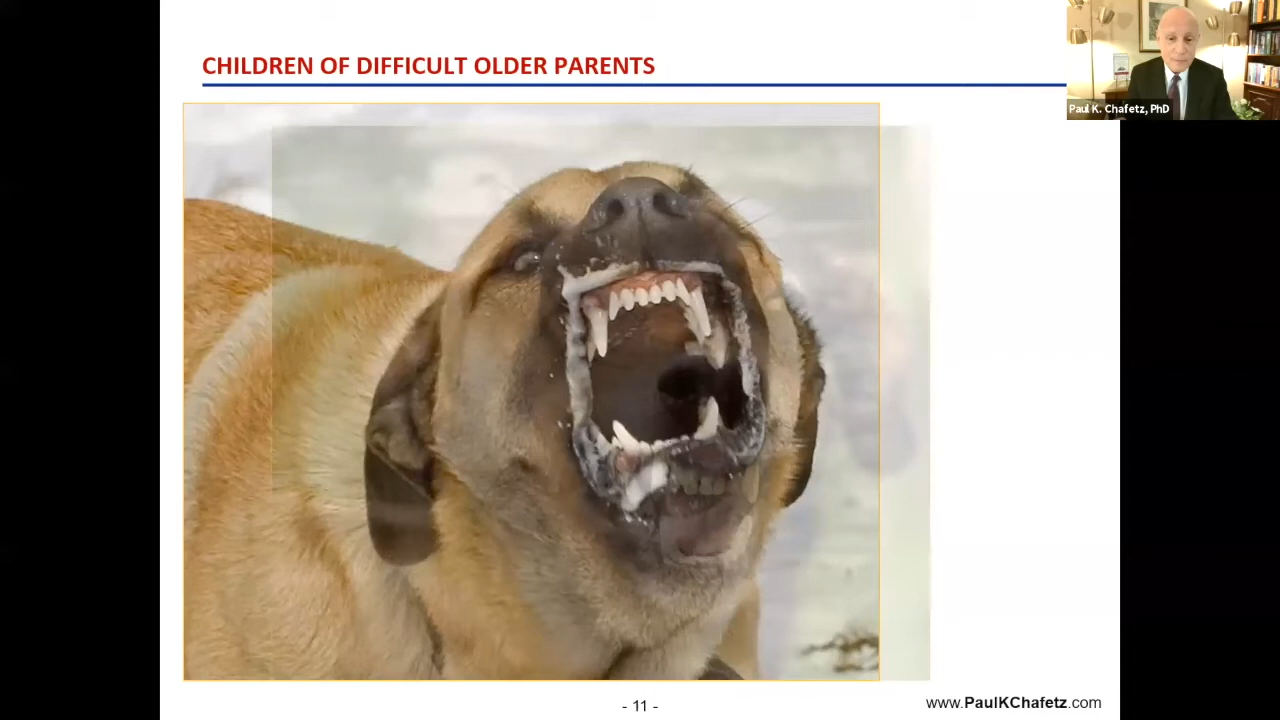 CHILDREN OF DIFFICULT OLDER PARENTS
Paul K. Chafetz, PhD
- 11 -
www.PaulKChafetz.com